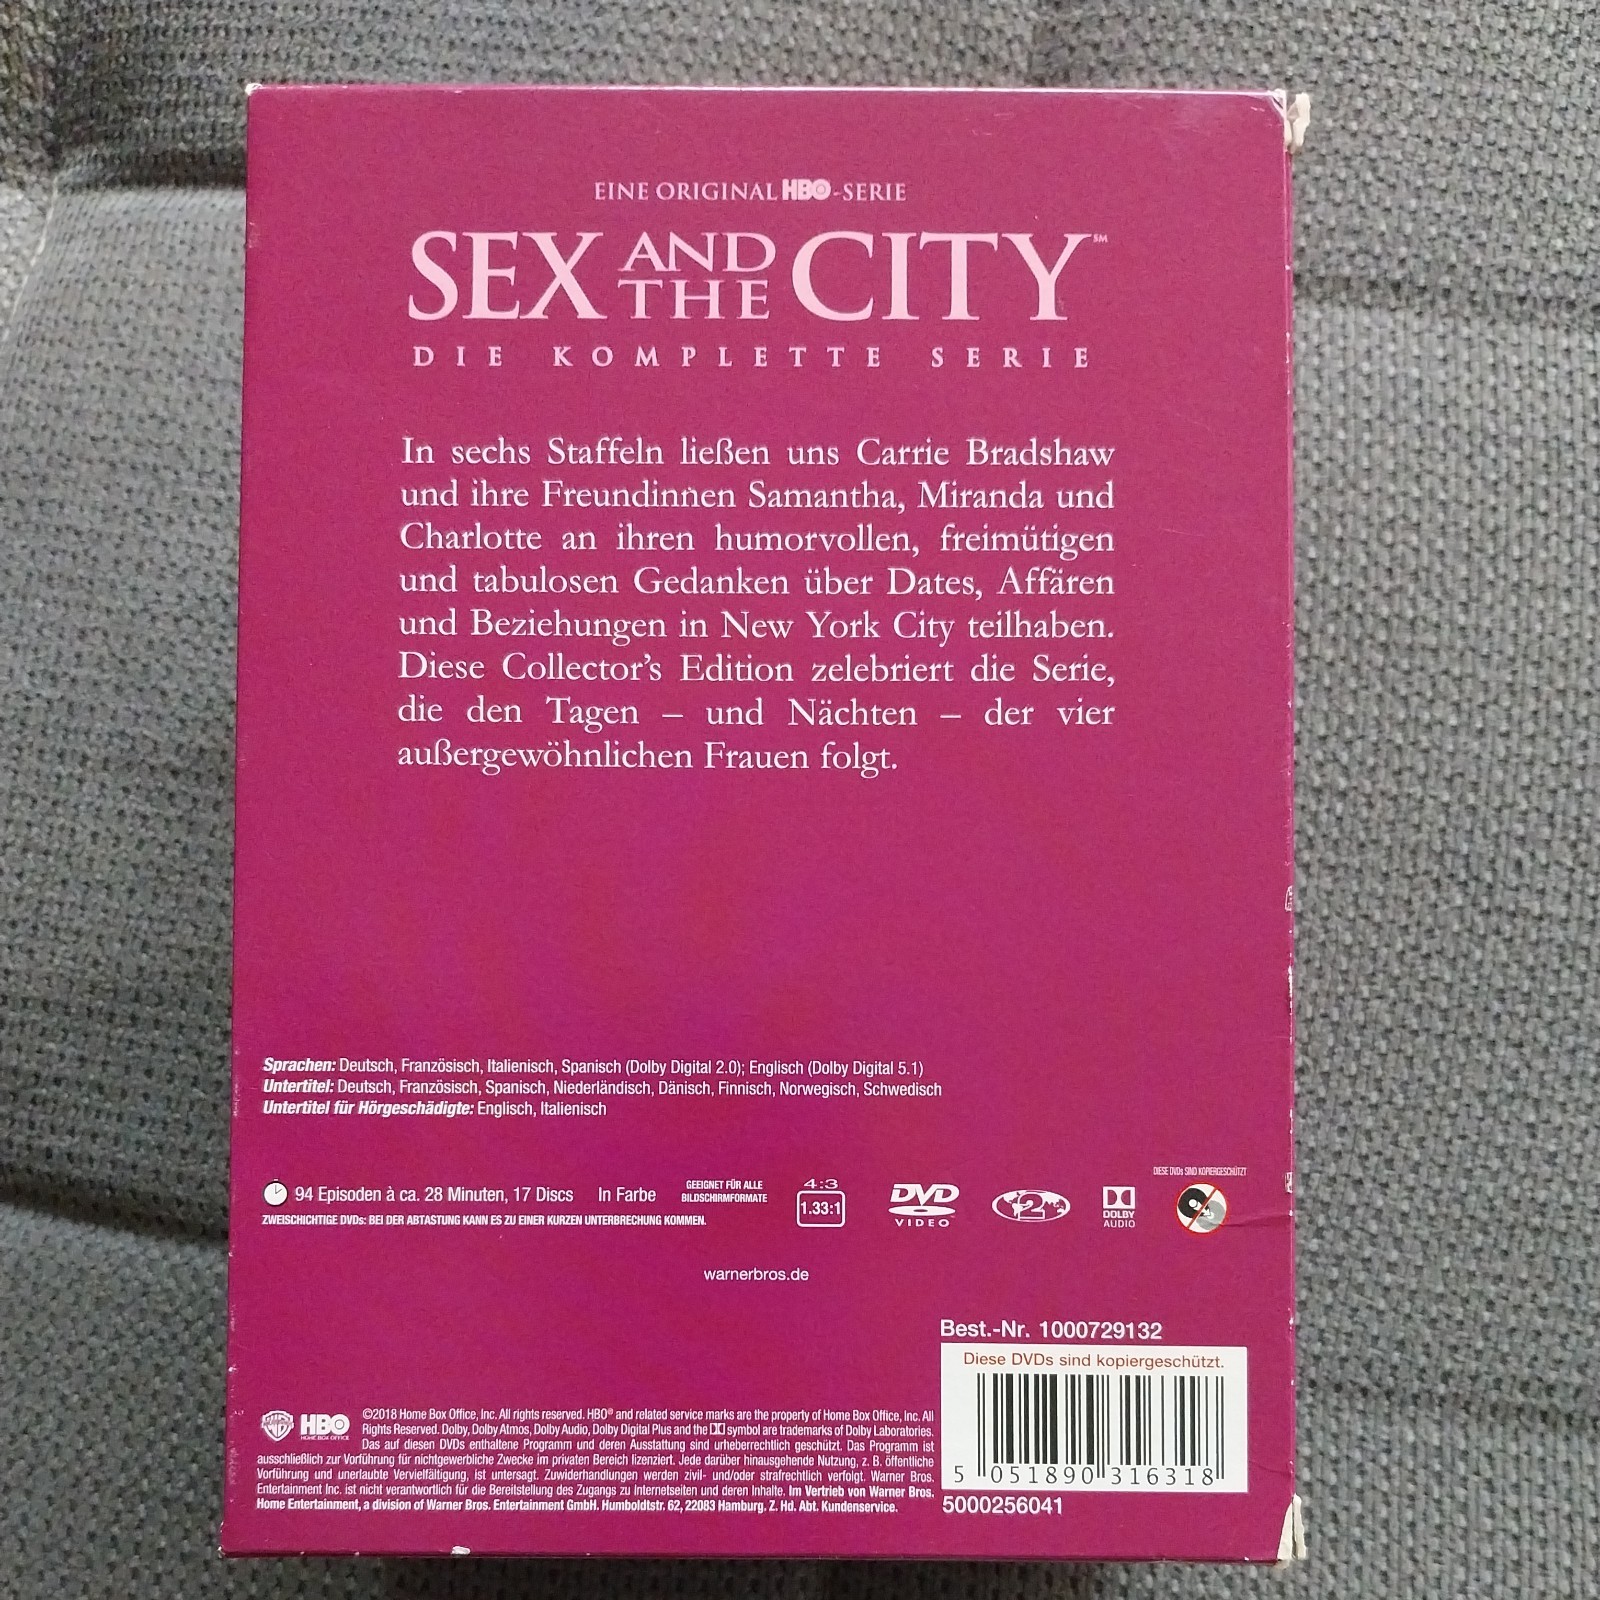 EINE ORIGINAL HBO-SERIE
SEX AND THE CITY℠
DIE KOMPLETTE SERIE
In sechs Staffeln ließen uns Carrie Bradshaw
und ihre Freundinnen Samantha, Miranda und
Charlotte an ihren humorvollen, freimütigen
und tabulosen Gedanken über Dates, Affären
und Beziehungen in New York City teilhaben.
Diese Collector's Edition zelebriert die Serie,
die den Tagen – und Nächten – der vier
außergewöhnlichen Frauen folgt.
Sprachen: Deutsch, Französisch, Italienisch, Spanisch (Dolby Digital 2.0); Englisch (Dolby Digital 5.1)
Untertitel: Deutsch, Französisch, Spanisch, Niederländisch, Dänisch, Finnisch, Norwegisch, Schwedisch
Untertitel für Hörgeschädigte: Englisch, Italienisch
DIESE DVDs SIND KOPIERGESCHÜTZT
94 Episoden à ca. 28 Minuten, 17 Discs In Farbe
GEEIGNET FÜR ALLE
BILDSCHIRMFORMATE
4:3
1.33:1
DVD
VIDEO
2
DOLBY
AUDIO
ZWEISCHICHTIGE DVDs: BEI DER ABTASTUNG KANN ES ZU EINER KURZEN UNTERBRECHUNG KOMMEN.
warnerbros.de
Best.-Nr. 1000729132
Diese DVDs sind kopiergeschützt.
5 051890 316318
5000256041
WB
HBO
HOME BOX OFFICE
©2018 Home Box Office, Inc. All rights reserved. HBO® and related service marks are the property of Home Box Office, Inc. All
Rights Reserved. Dolby, Dolby Atmos, Dolby Audio, Dolby Digital Plus and the symbol are trademarks of Dolby Laboratories.
Das auf diesen DVDs enthaltene Programm und deren Ausstattung sind urheberrechtlich geschützt. Das Programm ist
ausschließlich zur Vorführung für nichtgewerbliche Zwecke im privaten Bereich lizenziert. Jede darüber hinausgehende Nutzung, z. B. öffentliche
Vorführung und unerlaubte Vervielfältigung, ist untersagt. Zuwiderhandlungen werden zivil- und/oder strafrechtlich verfolgt. Warner Bros.
Entertainment Inc. ist nicht verantwortlich für die Bereitstellung des Zugangs zu Internetseiten und deren Inhalte. Im Vertrieb von Warner Bros.
Home Entertainment, a division of Warner Bros. Entertainment GmbH. Humboldtstr. 62, 22083 Hamburg. Z. Hd. Abt. Kundenservice.